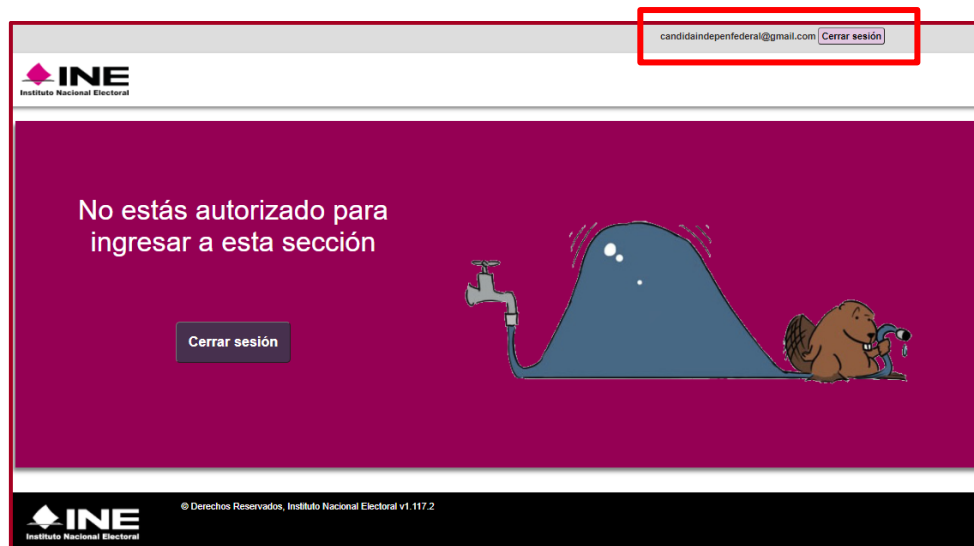 candidaindepenfederal@gmail.com Cerrar sesión
INE
Instituto Nacional Electoral
No estás autorizado para
ingresar a esta sección
Cerrar sesión
© Derechos Reservados, Instituto Nacional Electoral v1.117.2
INE
Instituto Nacional Electoral